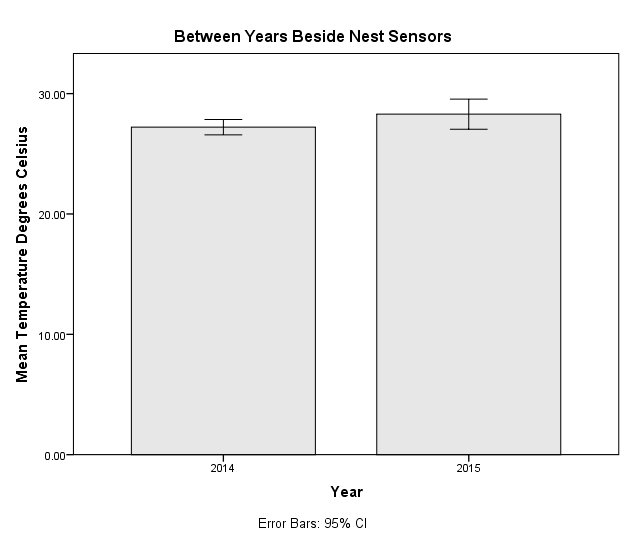 Between Years Beside Nest Sensors
Mean Temperature Degrees Celsius
30.00
20.00
10.00
0.00
2014
2015
Year
Error Bars: 95% CI